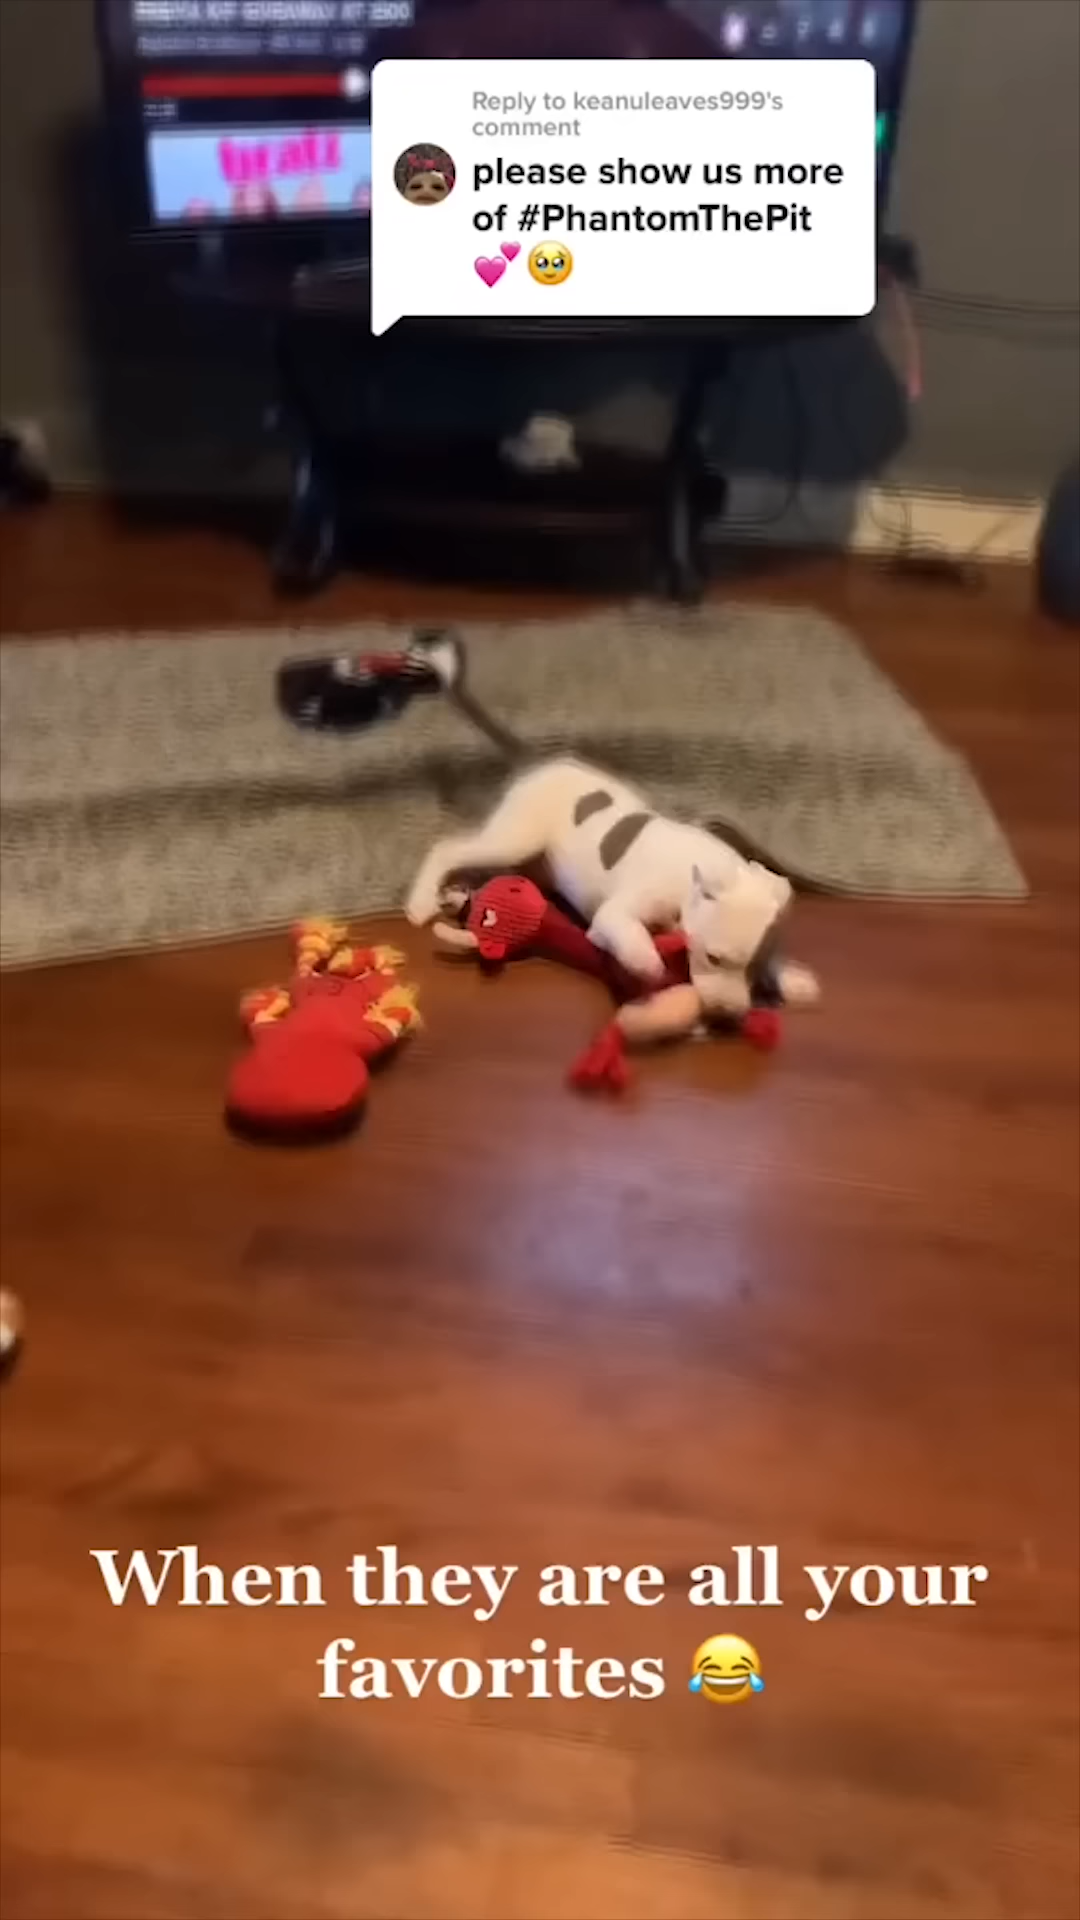 Reply to keanuleaves999's
comment
please show us more
of #PhantomThePit
💕🥹
When they are all your
favorites 😂